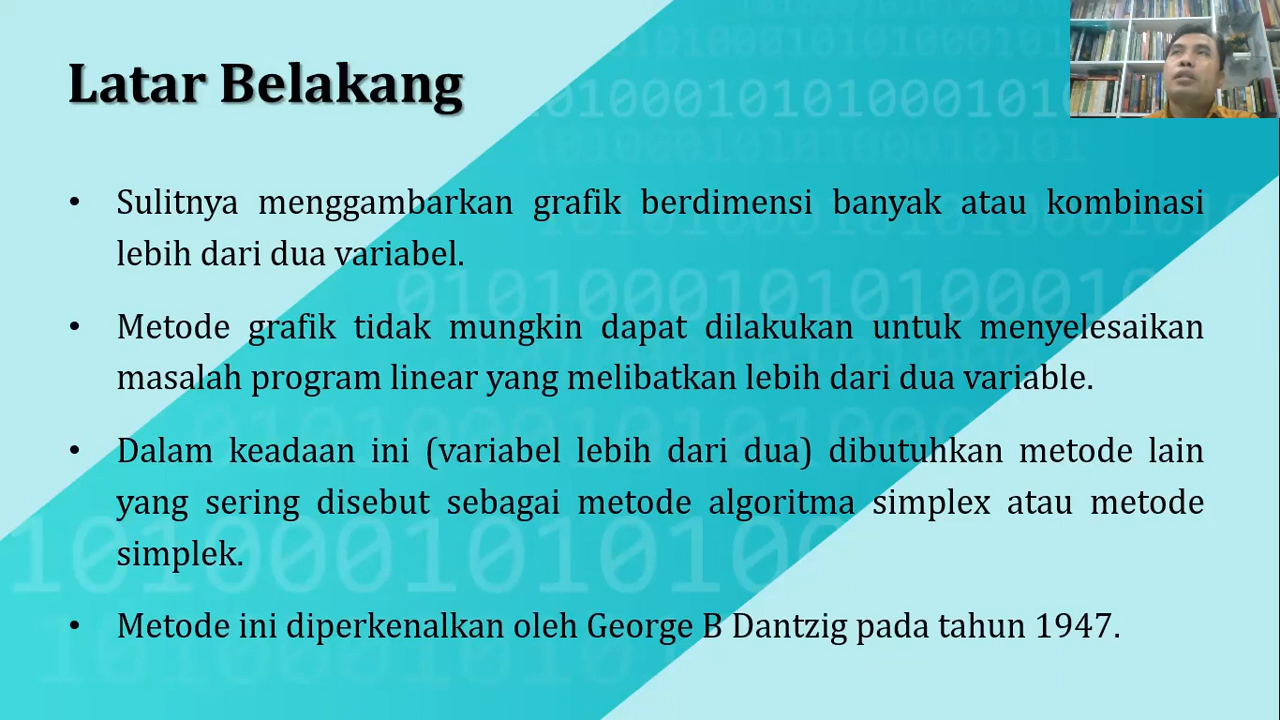 Latar Belakang
• Sulitnya menggambarkan grafik berdimensi banyak atau kombinasi
lebih dari dua variabel.
• Metode grafik tidak mungkin dapat dilakukan untuk menyelesaikan
masalah program linear yang melibatkan lebih dari dua variable.
• Dalam keadaan ini (variabel lebih dari dua) dibutuhkan metode lain
yang sering disebut sebagai metode algoritma simplex atau metode
simplek.
• Metode ini diperkenalkan oleh George B Dantzig pada tahun 1947.